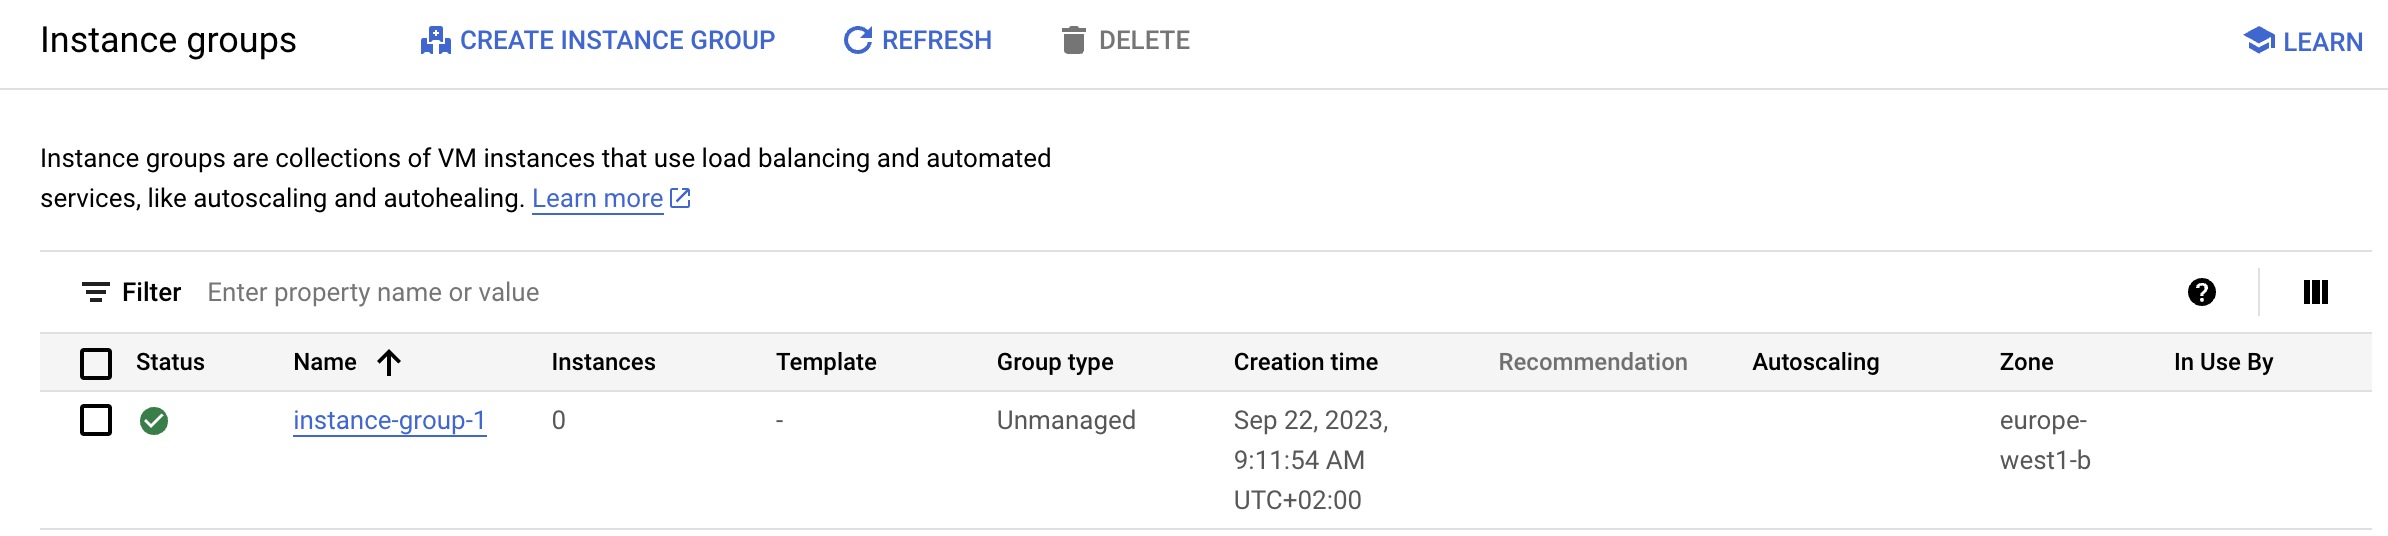 Instance groups
CREATE INSTANCE GROUP
REFRESH
DELETE
LEARN
Instance groups are collections of VM instances that use load balancing and automated
services, like autoscaling and autohealing. Learn more
Filter Enter property name or value
Status Name Instances Template Group type Creation time Recommendation Autoscaling Zone In Use By
instance-group-1 0 - Unmanaged Sep 22, 2023, europe-
9:11:54 AM west1-b
UTC+02:00